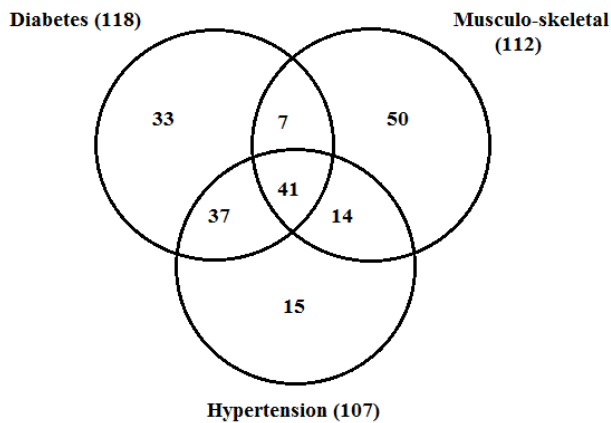 Diabetes (118)
Musculo-skeletal
(112)
33
7
50
41
37
14
15
Hypertension (107)